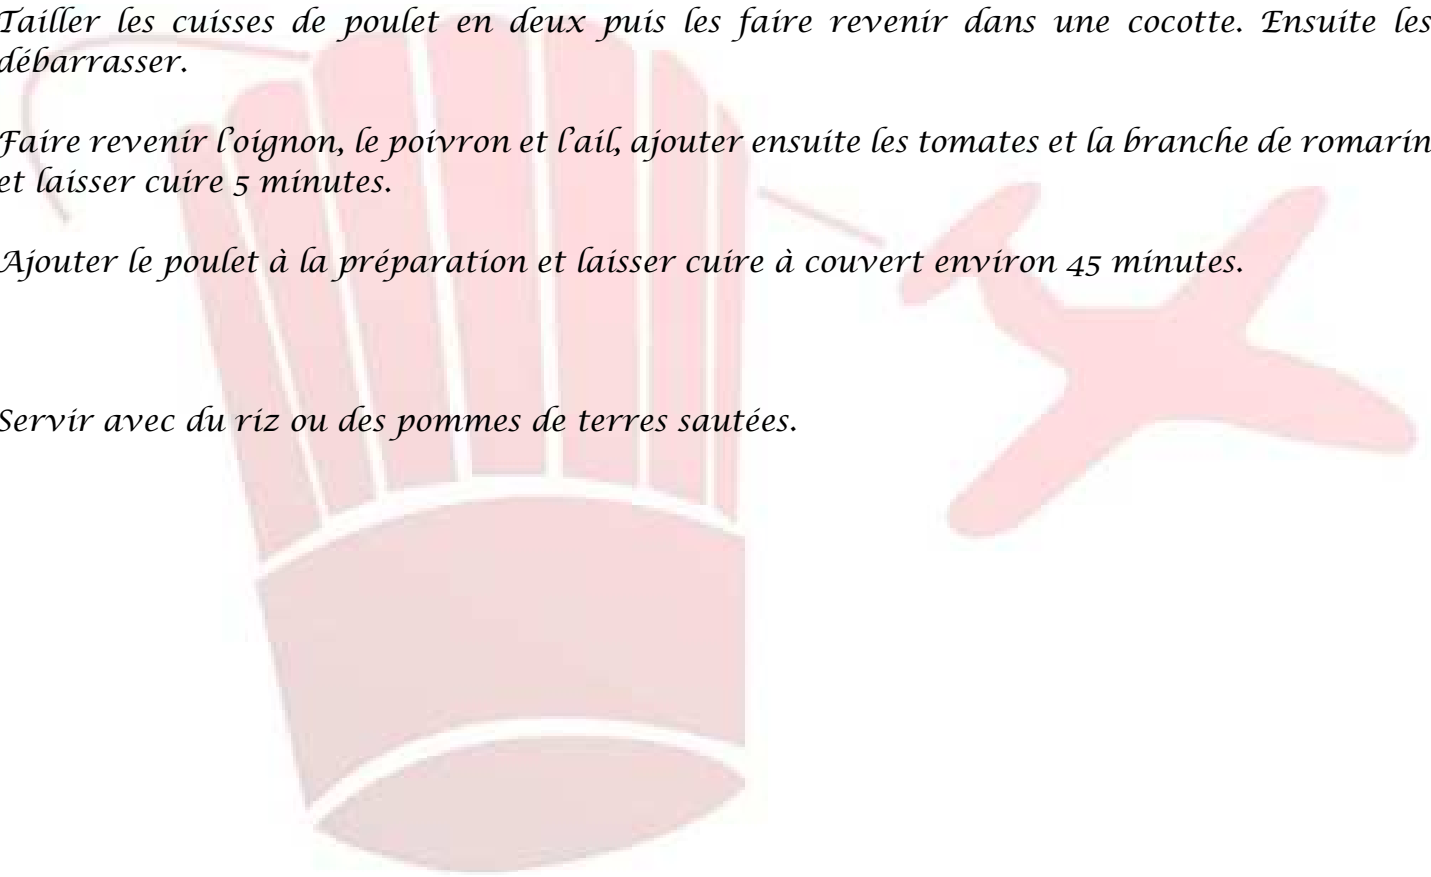 Tailler les cuisses de poulet en deux puis les faire revenir dans une cocotte. Ensuite les
débarrasser.
Faire revenir l'oignon, le poivron et l'ail, ajouter ensuite les tomates et la branche de romarin
et laisser cuire 5 minutes.
Ajouter le poulet à la préparation et laisser cuire à couvert environ 45 minutes.
Servir avec du riz ou des pommes de terres sautées.